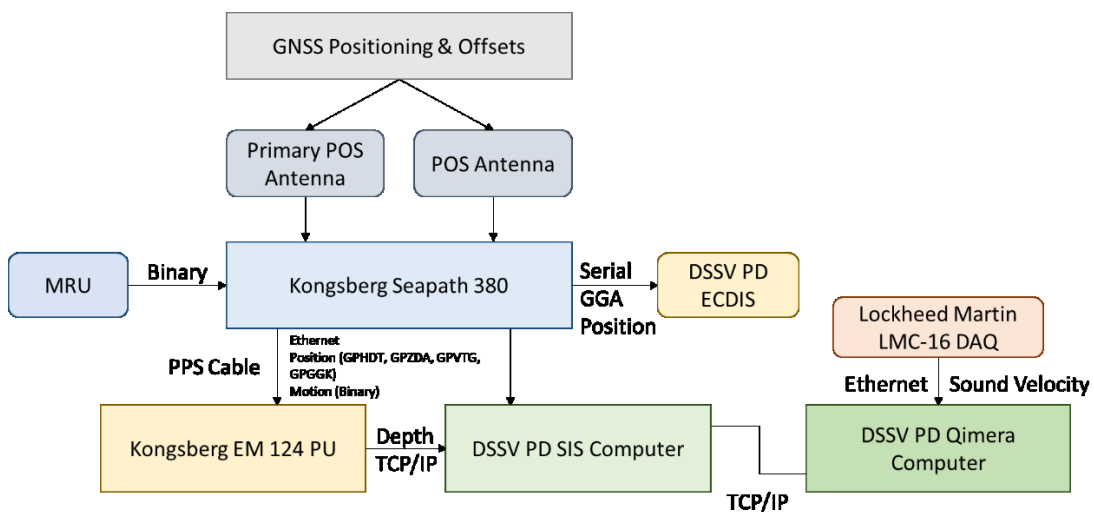 GNSS Positioning & Offsets
Primary POS
Antenna
POS Antenna
MRU
Binary
Kongsberg Seapath 380
Serial
GGA
Position
DSSV PD
ECDIS
Lockheed Martin
LMC-16 DAQ
PPS Cable
Ethernet
Position (GPHDT, GPZDA, GPVTG,
GPGGK)
Motion (Binary)
Ethernet
Sound Velocity
Kongsberg EM 124 PU
Depth
TCP/IP
DSSV PD SIS Computer
DSSV PD Qimera
Computer
TCP/IP